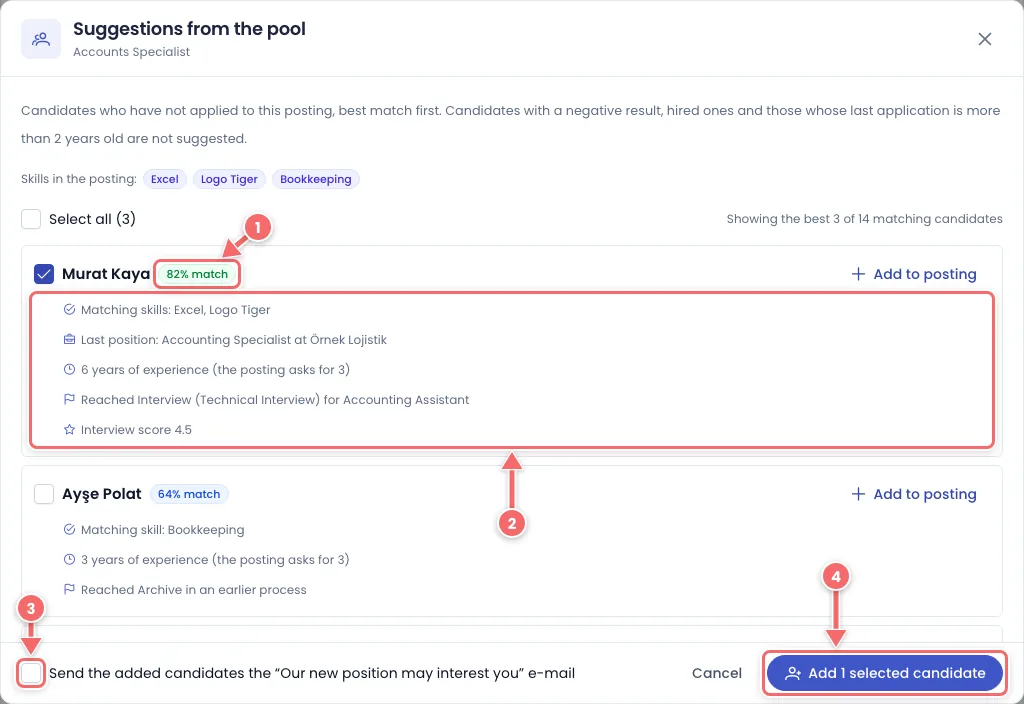 Suggestions from the pool
Accounts Specialist
Candidates who have not applied to this posting, best match first. Candidates with a negative result, hired ones and those whose last application is more
than 2 years old are not suggested.
Skills in the posting: Excel Logo Tiger Bookkeeping
Select all (3)
Showing the best 3 of 14 matching candidates
1
Murat Kaya 82% match
Add to posting
Matching skills: Excel, Logo Tiger
Last position: Accounting Specialist at Örnek Lojistik
6 years of experience (the posting asks for 3)
Reached Interview (Technical Interview) for Accounting Assistant
Interview score 4.5
2
Ayşe Polat 64% match
Add to posting
Matching skill: Bookkeeping
3 years of experience (the posting asks for 3)
Reached Archive in an earlier process
3
4
Send the added candidates the “Our new position may interest you” e-mail
Cancel
Add 1 selected candidate